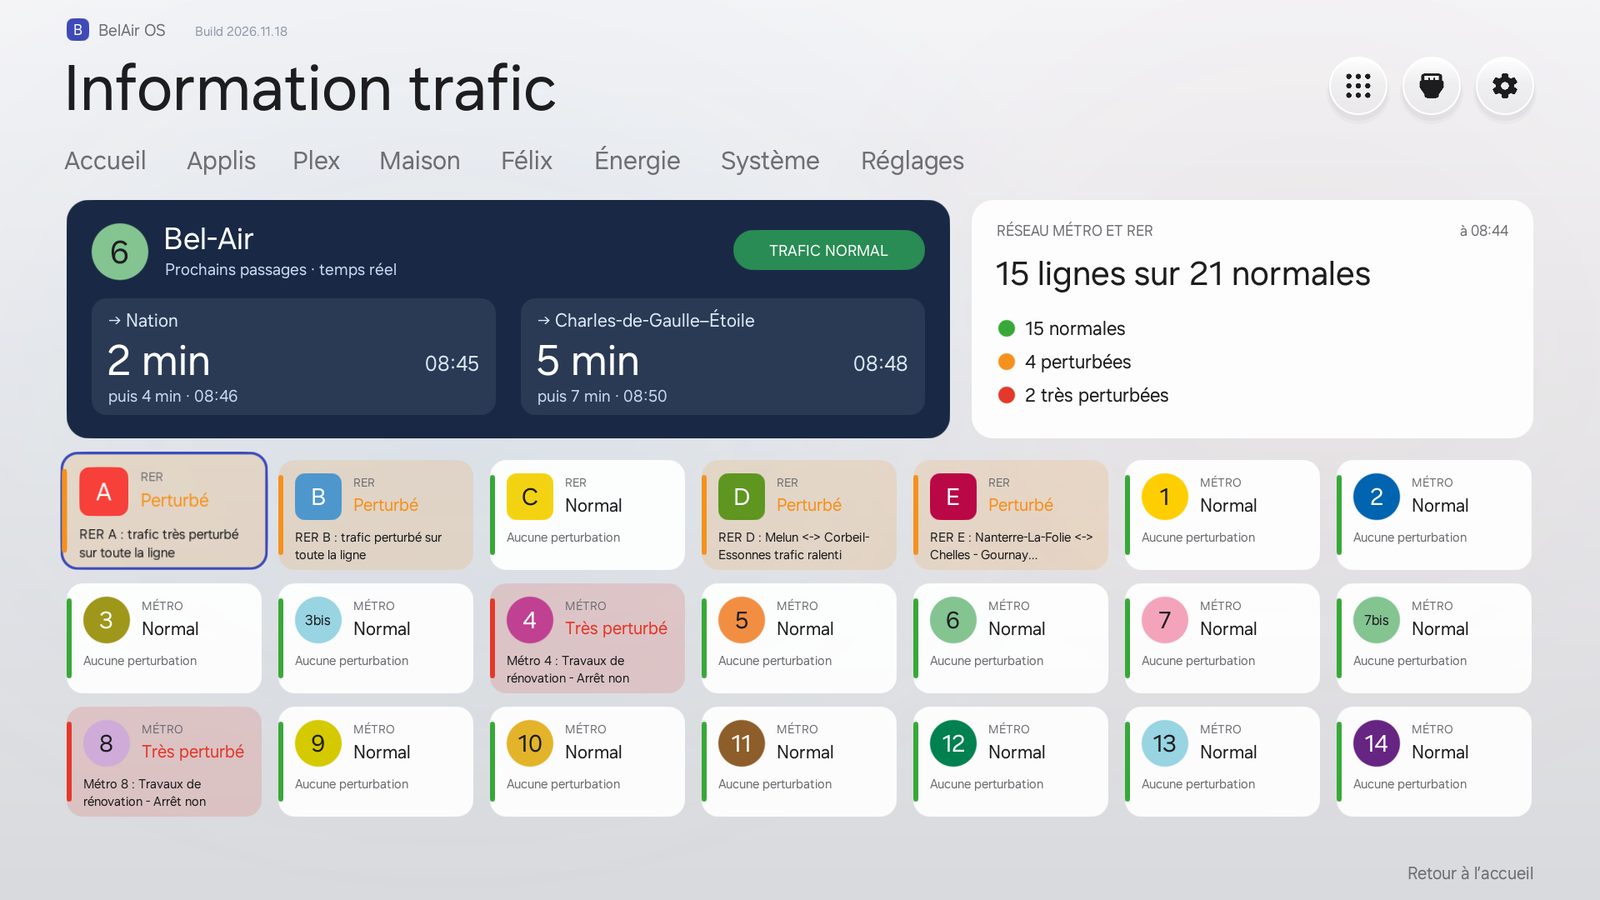 B BelAir OS Build 2026.11.18
Information trafic
Accueil Applis Plex Maison Félix Énergie Système Réglages
6 Bel-Air
Prochains passages · temps réel
TRAFIC NORMAL
→ Nation
2 min 08:45
puis 4 min · 08:46
→ Charles-de-Gaulle–Étoile
5 min 08:48
puis 7 min · 08:50
RÉSEAU MÉTRO ET RER à 08:44
15 lignes sur 21 normales
15 normales
4 perturbées
2 très perturbées
A RER
Perturbé
RER A : trafic très perturbé
sur toute la ligne
B RER
Perturbé
RER B : trafic perturbé sur
toute la ligne
C RER
Normal
Aucune perturbation
D RER
Perturbé
RER D : Melun <-> Corbeil-
Essonnes trafic ralenti
E RER
Perturbé
RER E : Nanterre-La-Folie <->
Chelles - Gournay...
1 MÉTRO
Normal
Aucune perturbation
2 MÉTRO
Normal
Aucune perturbation
3 MÉTRO
Normal
Aucune perturbation
3bis MÉTRO
Normal
Aucune perturbation
4 MÉTRO
Très perturbé
Métro 4 : Travaux de
rénovation - Arrêt non
5 MÉTRO
Normal
Aucune perturbation
6 MÉTRO
Normal
Aucune perturbation
7 MÉTRO
Normal
Aucune perturbation
7bis MÉTRO
Normal
Aucune perturbation
8 MÉTRO
Très perturbé
Métro 8 : Travaux de
rénovation - Arrêt non
9 MÉTRO
Normal
Aucune perturbation
10 MÉTRO
Normal
Aucune perturbation
11 MÉTRO
Normal
Aucune perturbation
12 MÉTRO
Normal
Aucune perturbation
13 MÉTRO
Normal
Aucune perturbation
14 MÉTRO
Normal
Aucune perturbation
Retour à l'accueil